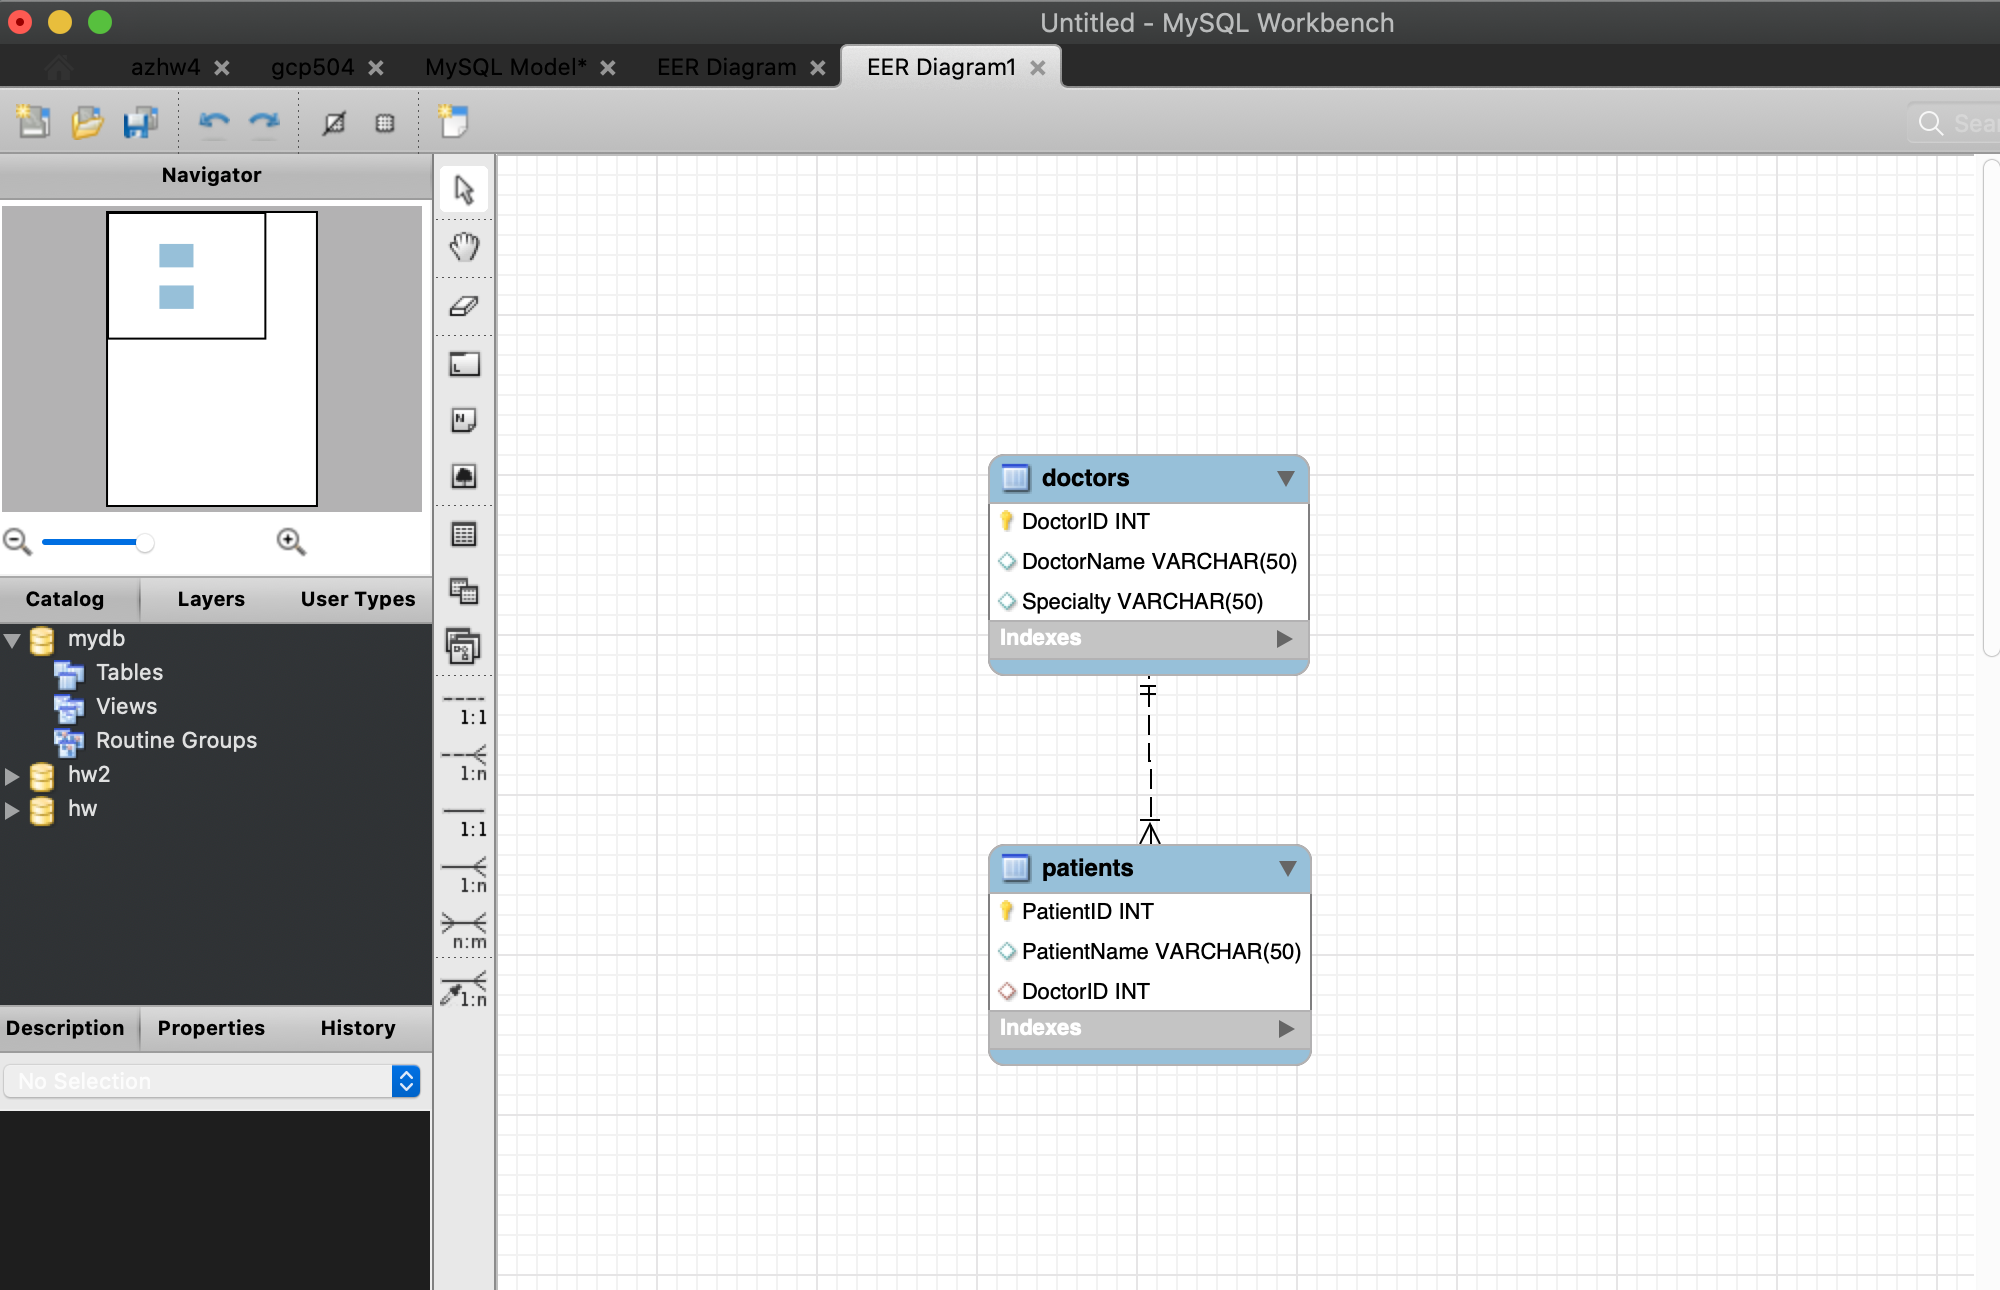 Untitled - MySQL Workbench
azhw4
gcp504
MySQL Model*
EER Diagram
EER Diagram1
Navigator
Catalog
Layers
User Types
mydb
Tables
Views
Routine Groups
hw2
hw
Description
Properties
History
No Selection
1:1
1:n
1:1
1:n
n:m
1:n
doctors
DoctorID INT
DoctorName VARCHAR(50)
Specialty VARCHAR(50)
Indexes
patients
PatientID INT
PatientName VARCHAR(50)
DoctorID INT
Indexes